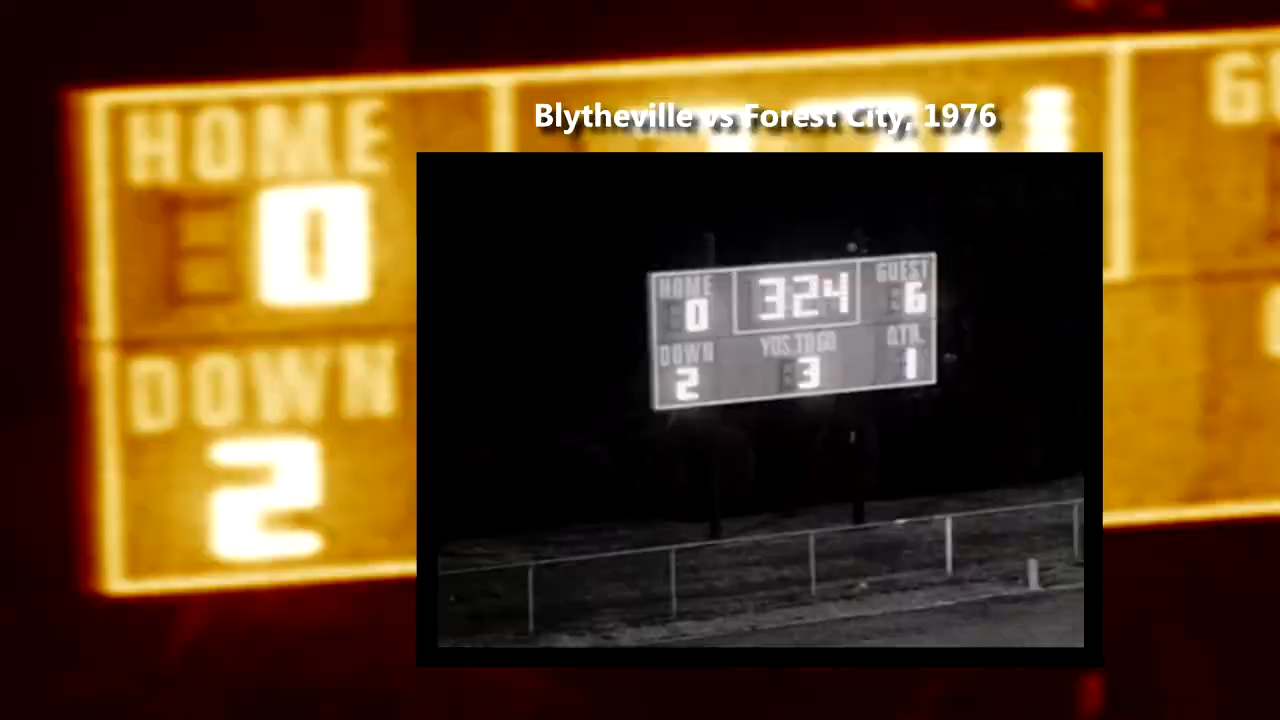 Blytheville vs Forest City, 1976
HOME
0
DOWN
2
HOME 324 GUEST
0 6
DOWN YDS. TO GO QTR.
2 3 1